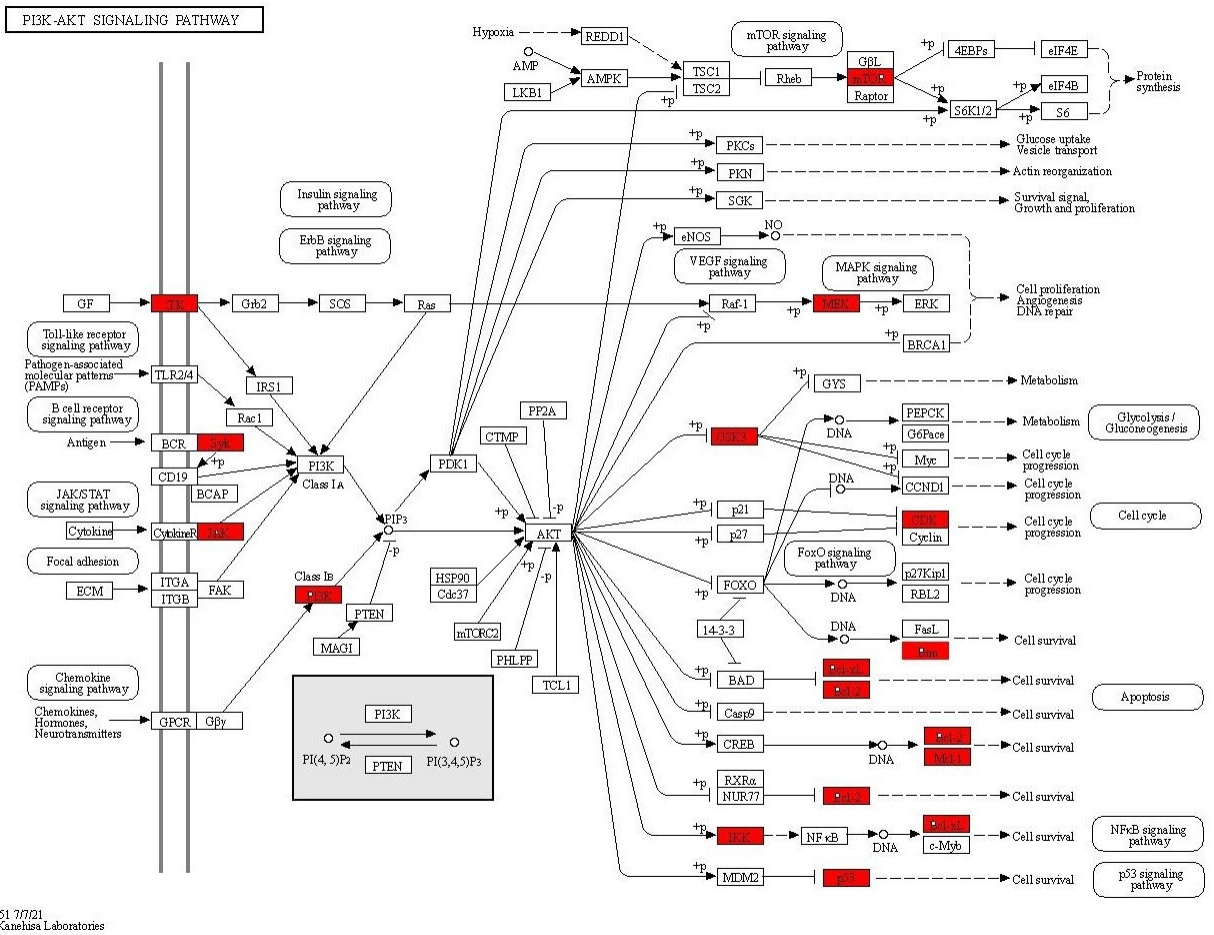 PI3K-AKT SIGNALING PATHWAY
Hypoxia
REDD1
AMP
LKB1
AMPK
TSC1
TSC2
+p
Rheb
mTOR signaling
pathway
GβL
mTOR
Raptor
+p
4EBPs
eIF4E
+p
+p
S6K1/2
+p
eIF4B
+p
S6
Protein
synthesis
+p
PKCs
Glucose uptake
Vesicle transport
+p
PKN
Actin reorganization
+p
SGK
Survival signal,
Growth and proliferation
Insulin signaling
pathway
ErbB signaling
pathway
+p
eNOS
NO
VEGF signaling
pathway
MAPK signaling
pathway
GF
RTK
Grb2
SOS
Ras
Raf-1
+p
+p
MEK
+p
ERK
BRCA1
Cell proliferation
Angiogenesis
DNA repair
Toll-like receptor
signaling pathway
Pathogen-associated
molecular patterns
(PAMPs)
TLR2/4
IRS1
Rac1
B cell receptor
signaling pathway
Antigen
BCR
Syk
+p
CD19
BCAP
PI3K
Class IA
JAK/STAT
signaling pathway
Cytokine
CytokineR
JAK
Focal adhesion
ECM
ITGA
ITGB
FAK
Class IB
PI3K
PIP3
-p
PTEN
MAGI
Chemokine
signaling pathway
Chemokines,
Hormones,
Neurotransmitters
GPCR
Gβγ
PDK1
CTMP
PP2A
+p
-p
AKT
HSP90
Cdc37
+p
-p
mTORC2
PHLPP
TCL1
PI3K
PI(4, 5)P2
PI(3,4,5)P3
PTEN
+p
GSK3
+p
GYS
Metabolism
DNA
PEPCK
G6Pace
Metabolism
Glycolysis /
Gluconeogenesis
+p
Myc
Cell cycle
progression
+p
DNA
CCND1
Cell cycle
progression
+p
p21
+p
p27
CDK
Cyclin
Cell cycle
progression
Cell cycle
FoxO signaling
pathway
+p
FOXO
DNA
p27Kip1
RBL2
Cell cycle
progression
14-3-3
DNA
FasL
Bim
Cell survival
+p
BAD
Bcl-xL
Bcl-2
Cell survival
Apoptosis
+p
Casp9
Cell survival
+p
CREB
DNA
Bcl-2
Mcl-1
Cell survival
+p
RXRα
NUR77
Bcl-2
Cell survival
+p
IKK
NFκB
DNA
Bcl-xL
c-Myb
Cell survival
NFκB signaling
pathway
+p
MDM2
p53
Cell survival
p53 signaling
pathway
51 7/7/21
Kanehisa Laboratories